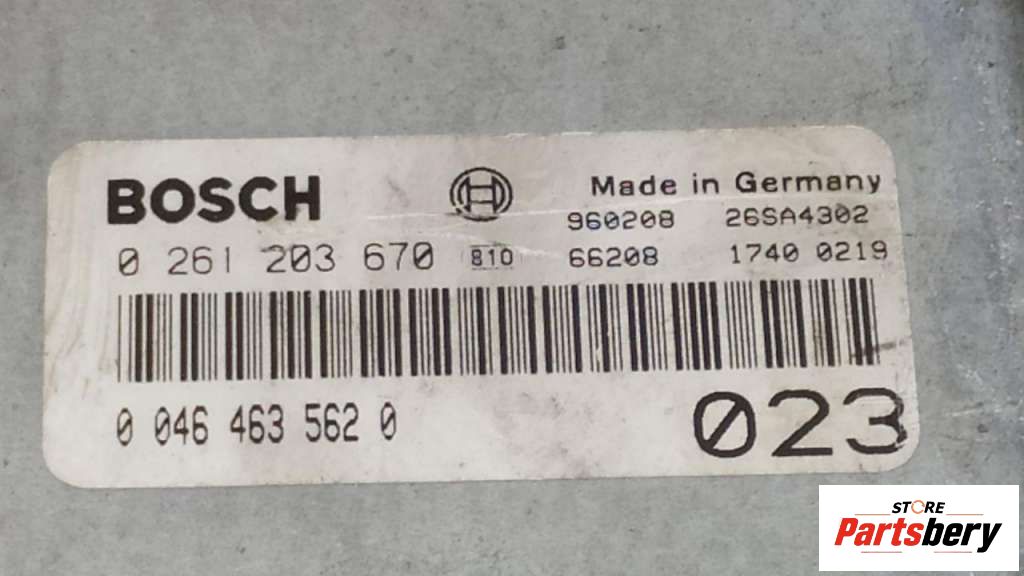 BOSCH
Made in Germany
960208 26SA4302
0 261 203 670 810 66208 1740 0219
0 046 463 562 0
023
STORE
Partsbery